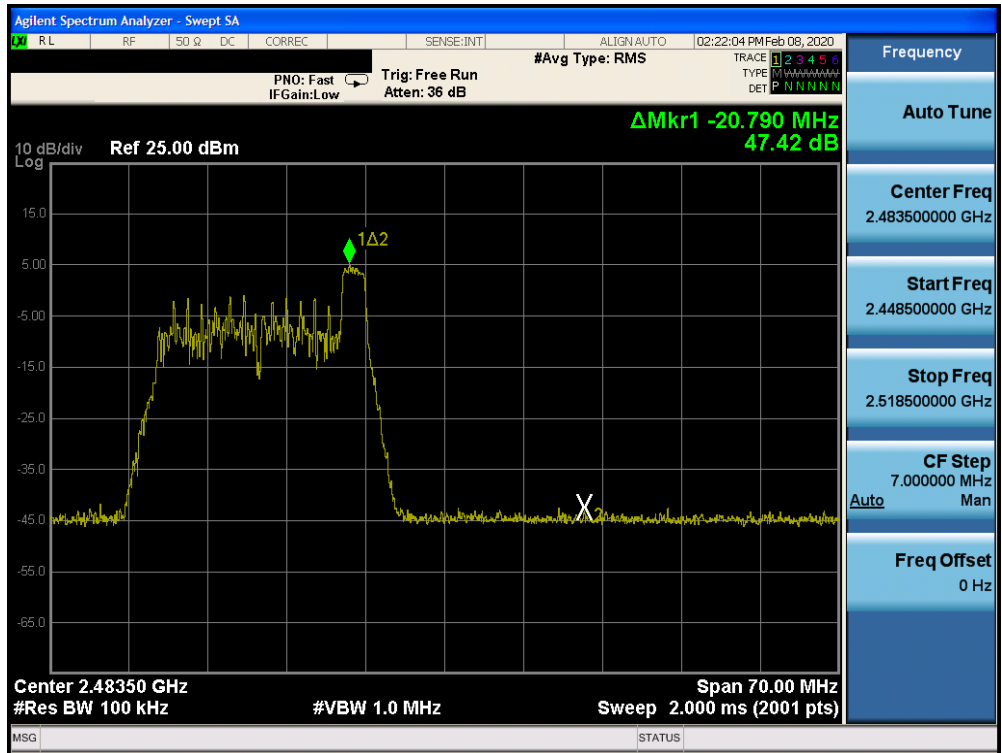 Agilent Spectrum Analyzer - Swept SA
LXI RL RF 50 Ω DC CORREC SENSE:INT ALIGN AUTO 02:22:04 PM Feb 08, 2020
#Avg Type: RMS TRACE 1 2 3 4 5 6
PNO: Fast Trig: Free Run TYPE M WWWWW
IFGain:Low Atten: 36 dB DET P N N N N N
ΔMkr1 -20.790 MHz
10 dB/div Ref 25.00 dBm 47.42 dB
Log
15.0
1Δ2
5.00
-5.00
-15.0
-25.0
-35.0
X2
-45.0
-55.0
-65.0
Center 2.48350 GHz Span 70.00 MHz
#Res BW 100 kHz #VBW 1.0 MHz Sweep 2.000 ms (2001 pts)
MSG STATUS
Frequency
Auto Tune
Center Freq
2.483500000 GHz
Start Freq
2.448500000 GHz
Stop Freq
2.518500000 GHz
CF Step
7.000000 MHz
Auto Man
Freq Offset
0 Hz